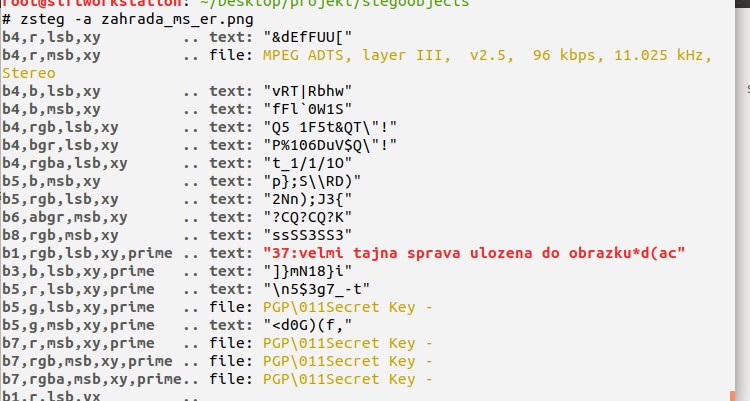 root@siftworkstation: ~/Desktop/projekt/stegoobjects
# zsteg -a zahrada_ms_er.png
b4,r,lsb,xy         .. text: "&dEfFUU["
b4,r,msb,xy         .. file: MPEG ADTS, layer III,  v2.5,  96 kbps, 11.025 kHz,
Stereo
b4,b,lsb,xy         .. text: "vRT|Rbhw"
b4,b,msb,xy         .. text: "fFl`0W1S"
b4,rgb,lsb,xy       .. text: "Q5 1F5t&QT\"!"
b4,bgr,lsb,xy       .. text: "P%106DuV$Q\"!"
b4,rgba,lsb,xy      .. text: "t_1/1/1O"
b5,b,msb,xy         .. text: "p};S\\RD)"
b5,rgb,lsb,xy       .. text: "2Nn);J3{"
b6,abgr,msb,xy      .. text: "?CQ?CQ?K"
b8,rgb,msb,xy       .. text: "ssSS3SS3"
b1,rgb,lsb,xy,prime .. text: "37:velmi tajna sprava ulozena do obrazku*d(ac"
b3,b,lsb,xy,prime   .. text: "]}mN18}i"
b5,r,lsb,xy,prime   .. text: "\n5$3g7_-t"
b5,g,lsb,xy,prime   .. file: PGP\011Secret Key -
b5,g,msb,xy,prime   .. text: "<d0G)(f,"
b7,r,msb,xy,prime   .. file: PGP\011Secret Key -
b7,rgb,msb,xy,prime .. file: PGP\011Secret Key -
b7,rgba,msb,xy,prime.. file: PGP\011Secret Key -
b1,r,lsb,yx         ..